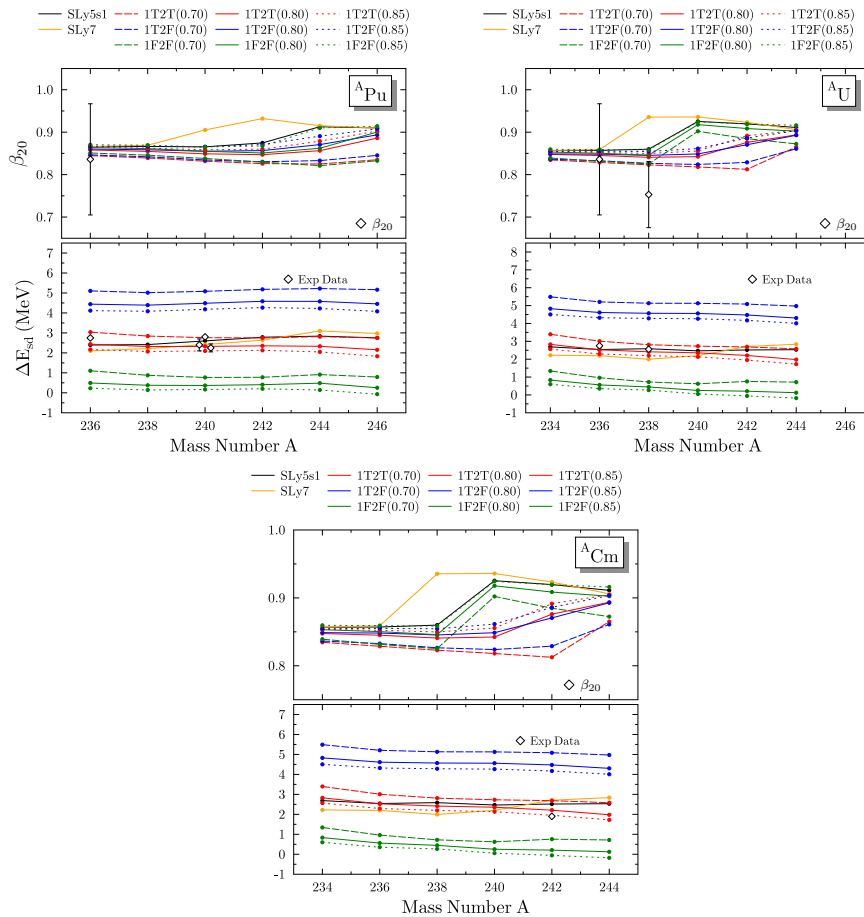 SLy5s1 1T2T(0.70) 1T2T(0.80) 1T2T(0.85)
SLy7 1T2F(0.70) 1T2F(0.80) 1T2F(0.85)
1F2F(0.70) 1F2F(0.80) 1F2F(0.85)
1.0
0.9
0.8
0.7
0.6
β20
ᴬPu
β20
7
6
5
4
3
2
1
0
-1
ΔEsd (MeV)
Exp Data
236 238 240 242 244 246
Mass Number A
SLy5s1 1T2T(0.70) 1T2T(0.80) 1T2T(0.85)
SLy7 1T2F(0.70) 1T2F(0.80) 1T2F(0.85)
1F2F(0.70) 1F2F(0.80) 1F2F(0.85)
1.0
0.9
0.8
0.7
0.6
ᴬU
β20
8
7
6
5
4
3
2
1
0
-1
Exp Data
234 236 238 240 242 244 246
Mass Number A
SLy5s1 1T2T(0.70) 1T2T(0.80) 1T2T(0.85)
SLy7 1T2F(0.70) 1T2F(0.80) 1T2F(0.85)
1F2F(0.70) 1F2F(0.80) 1F2F(0.85)
1.0
0.9
0.8
ᴬCm
β20
7
6
5
4
3
2
1
0
-1
Exp Data
234 236 238 240 242 244
Mass Number A